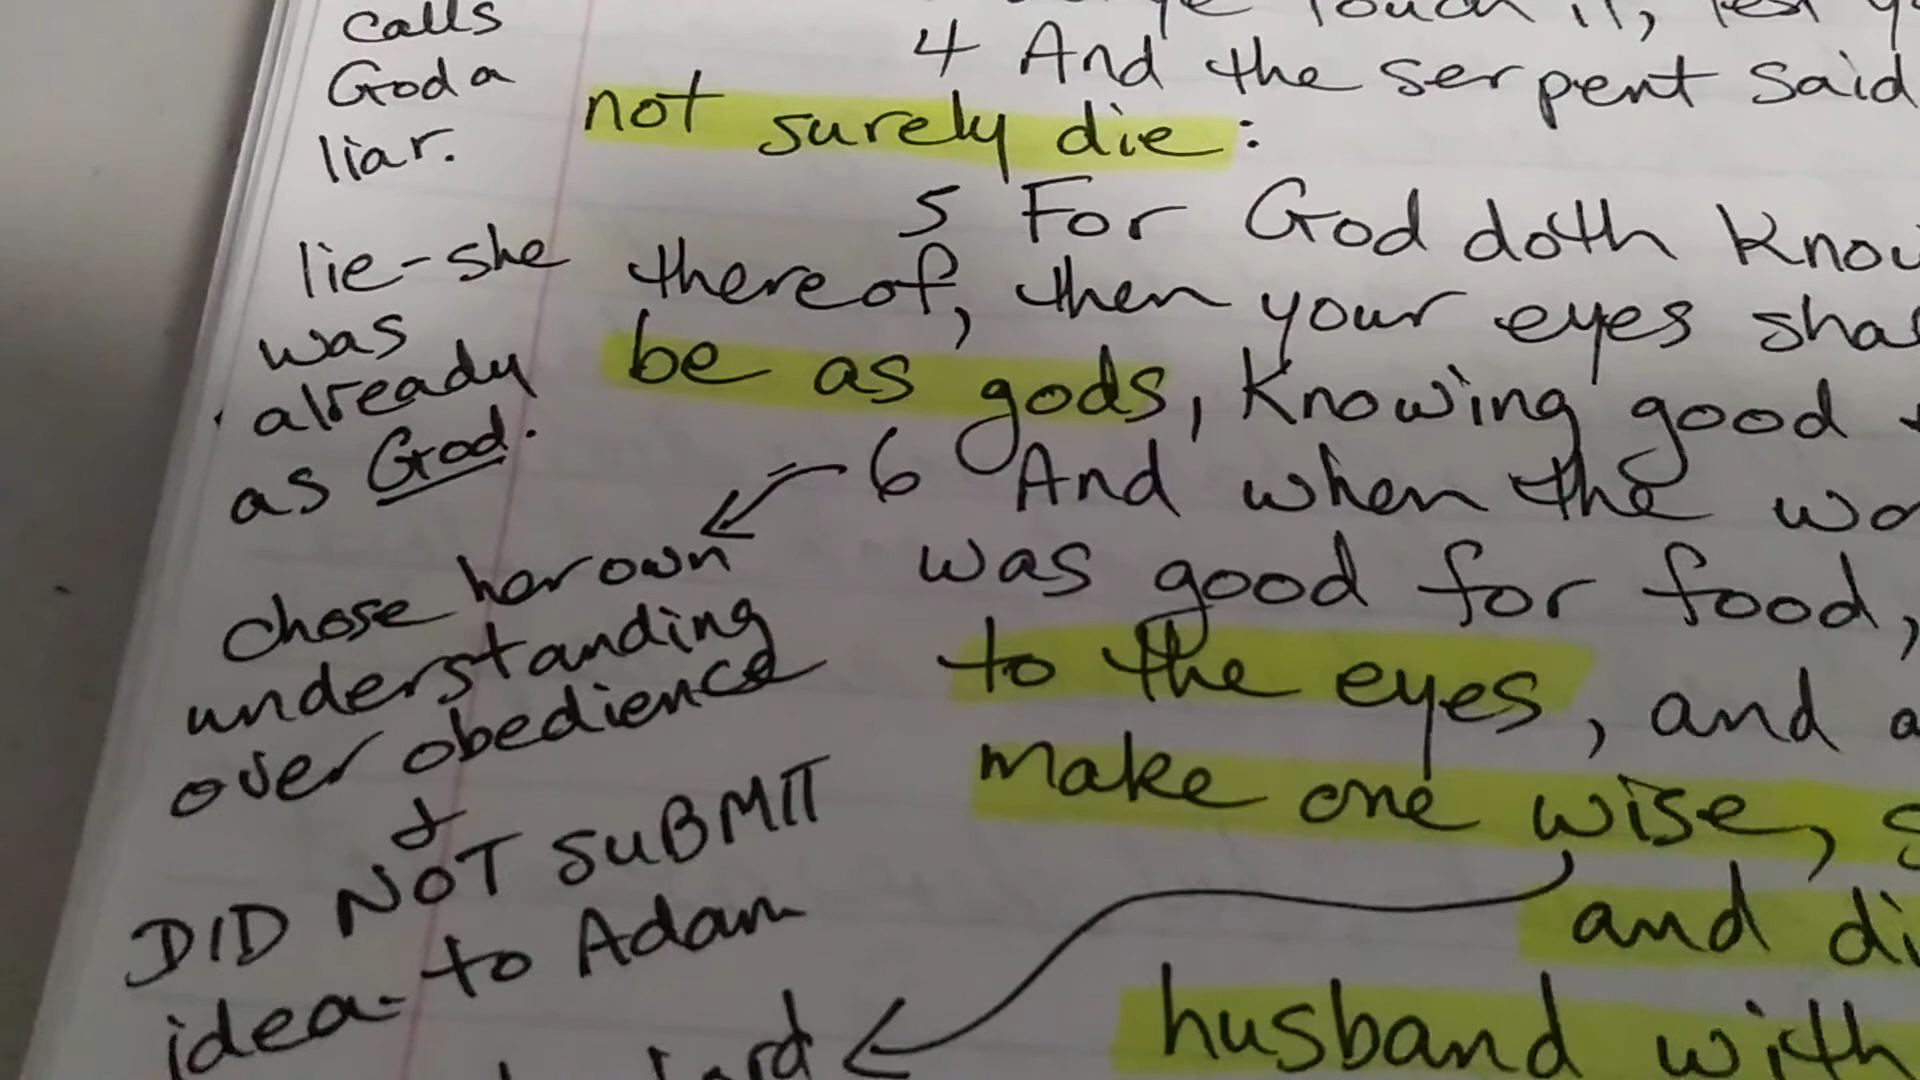 calls
God a
liar.
lie-she
was
already
as God.
chose her own
understanding
over obedience
&
DID NOT SUBMIT
idea- to Adam
touch it, lest
4 And the serpent said
not surely die:
5 For God doth know
thereof, then your eyes
be as gods, knowing good
6 And when the
was good for food,
to the eyes, and a
make one wise,
and di
husband with